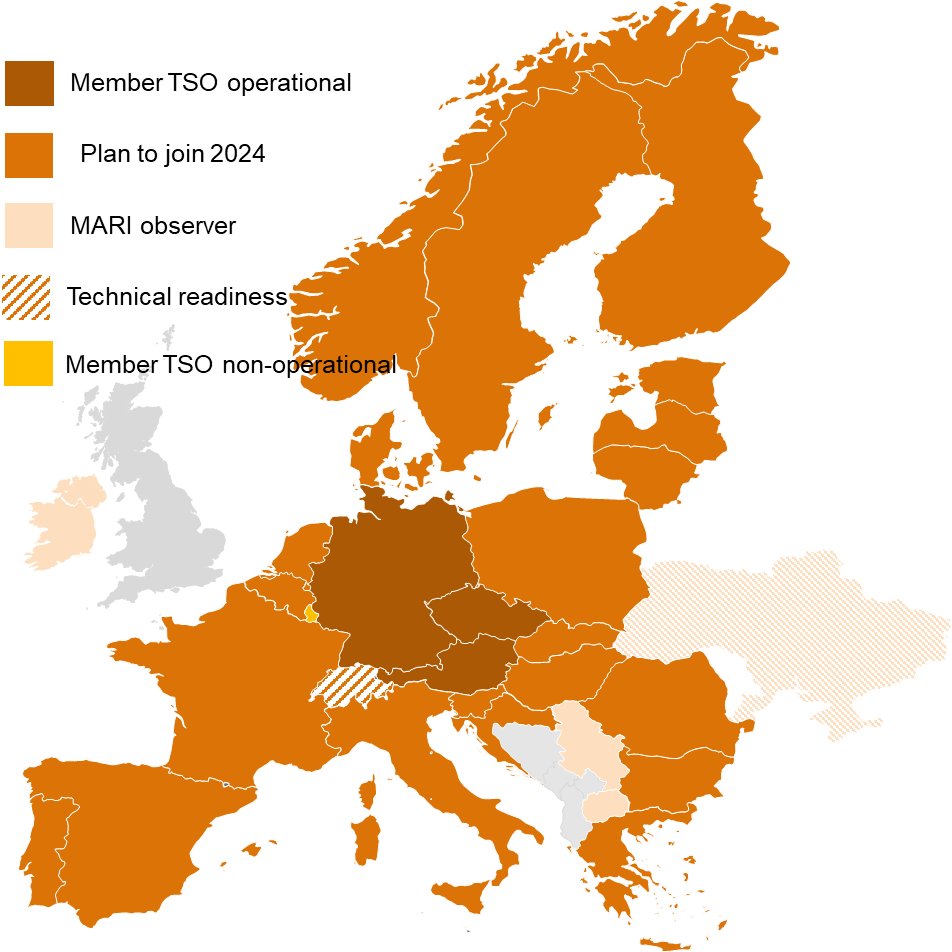 Member TSO operational
Plan to join 2024
MARI observer
Technical readiness
Member TSO non-operational